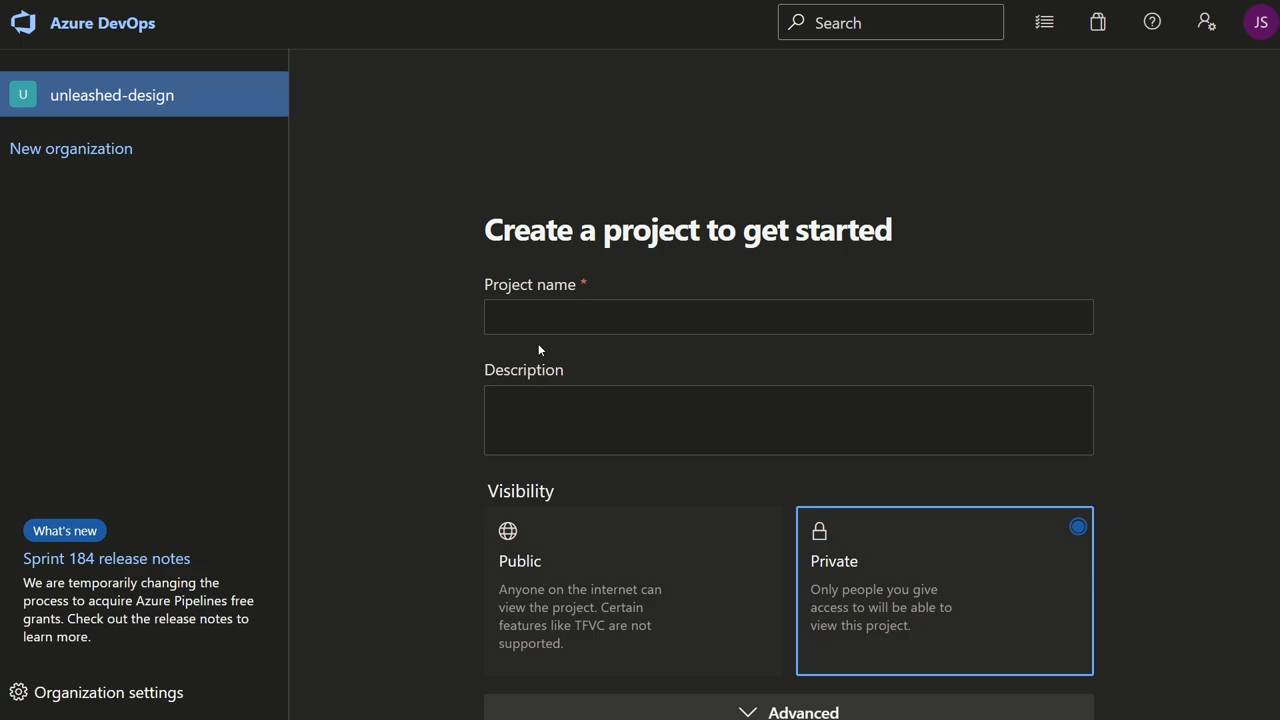 Azure DevOps
Search
JS
U unleashed-design
New organization
Create a project to get started
Project name *
Description
Visibility
Public
Anyone on the internet can
view the project. Certain
features like TFVC are not
supported.
Private
Only people you give
access to will be able to
view this project.
Advanced
What's new
Sprint 184 release notes
We are temporarily changing the
process to acquire Azure Pipelines free
grants. Check out the release notes to
learn more.
Organization settings